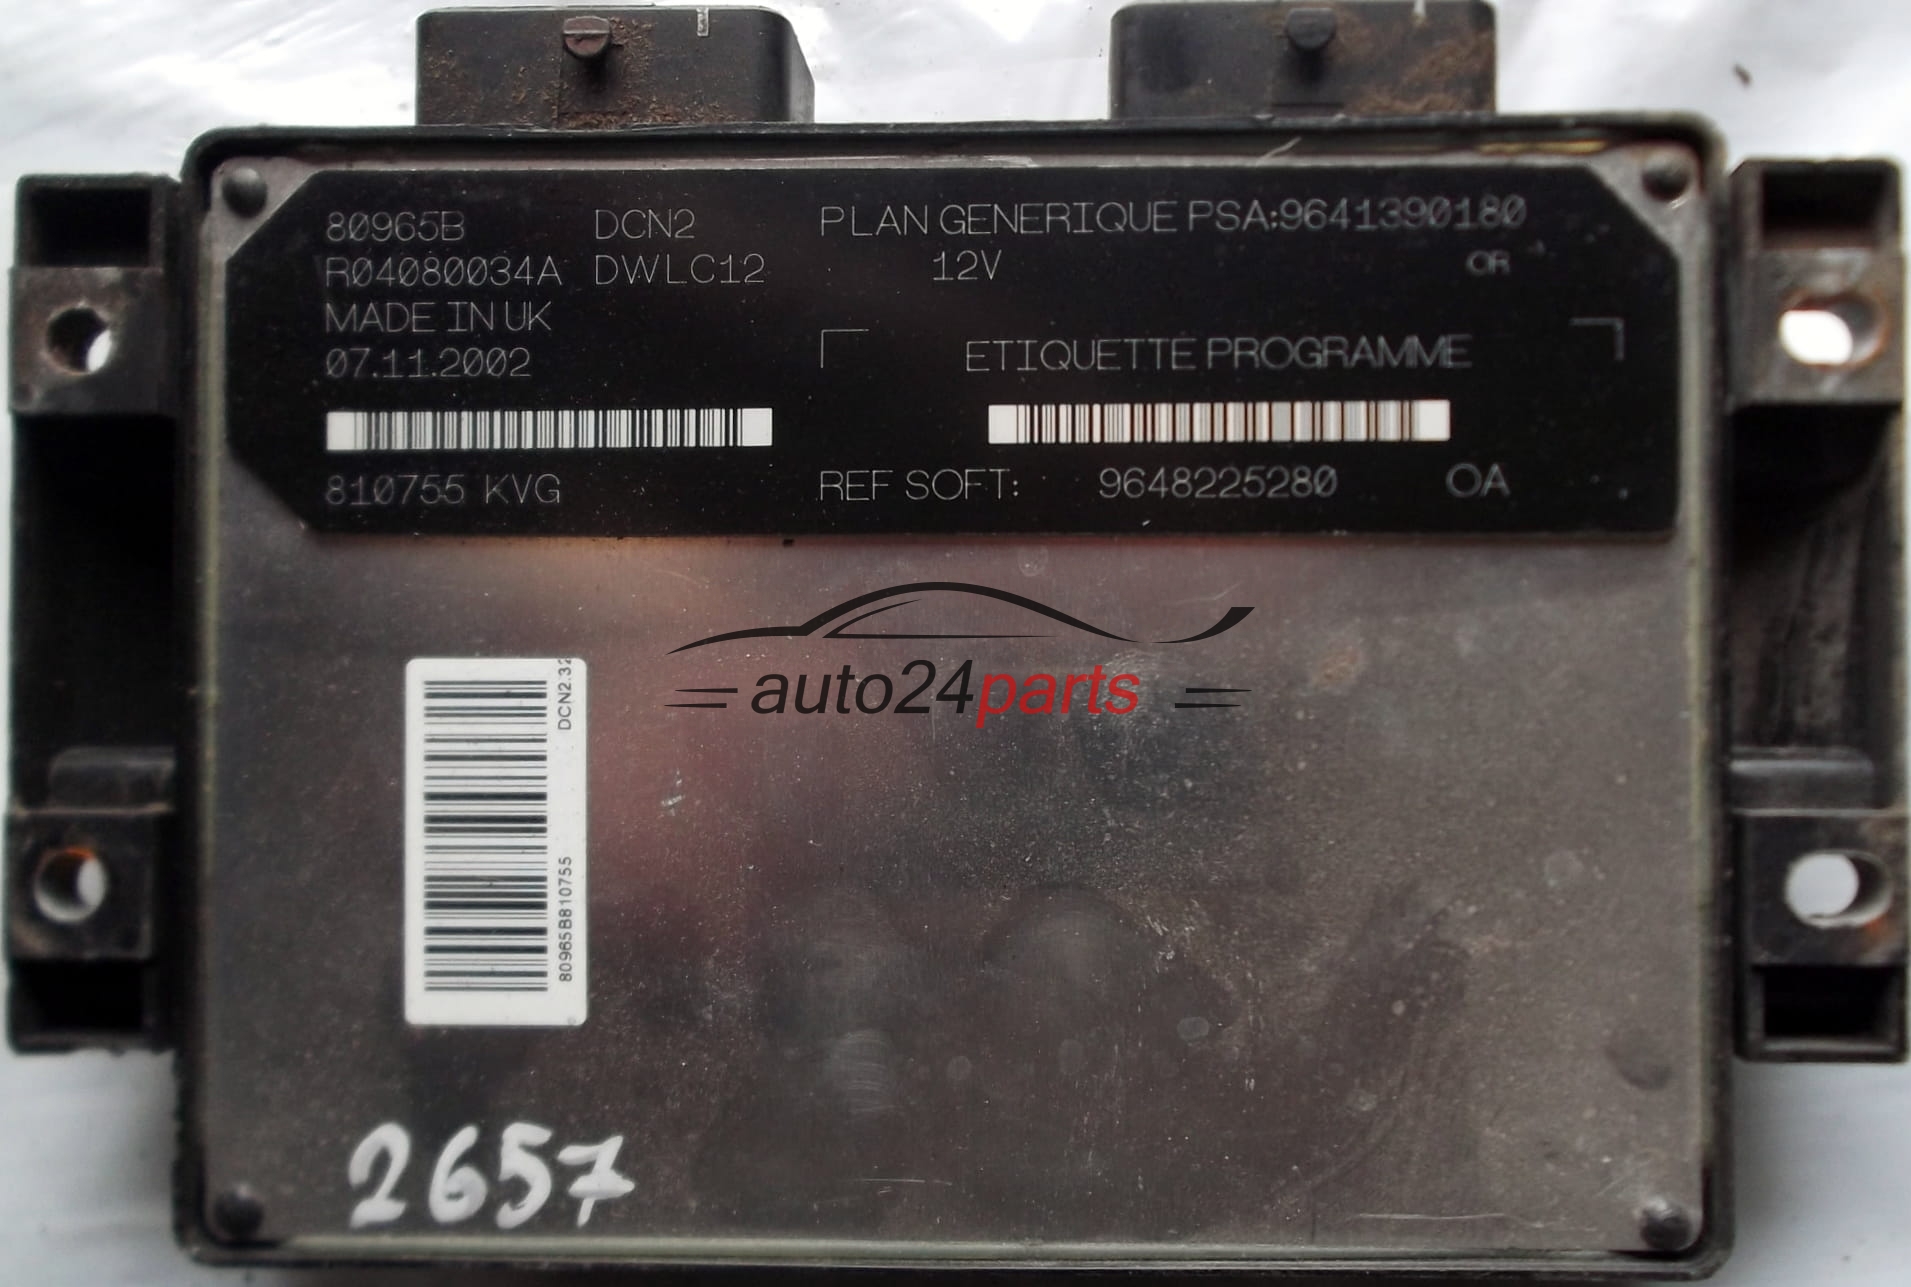 80965B DCN2 PLAN GENERIQUE PSA:9641390180
R04080034A DWLC12 12V OR
MADE IN UK
07.11.2002
ETIQUETTE PROGRAMME
810755 KVG REF SOFT: 9648225280 OA
auto24parts
DCN2.32
80965B810755
2657